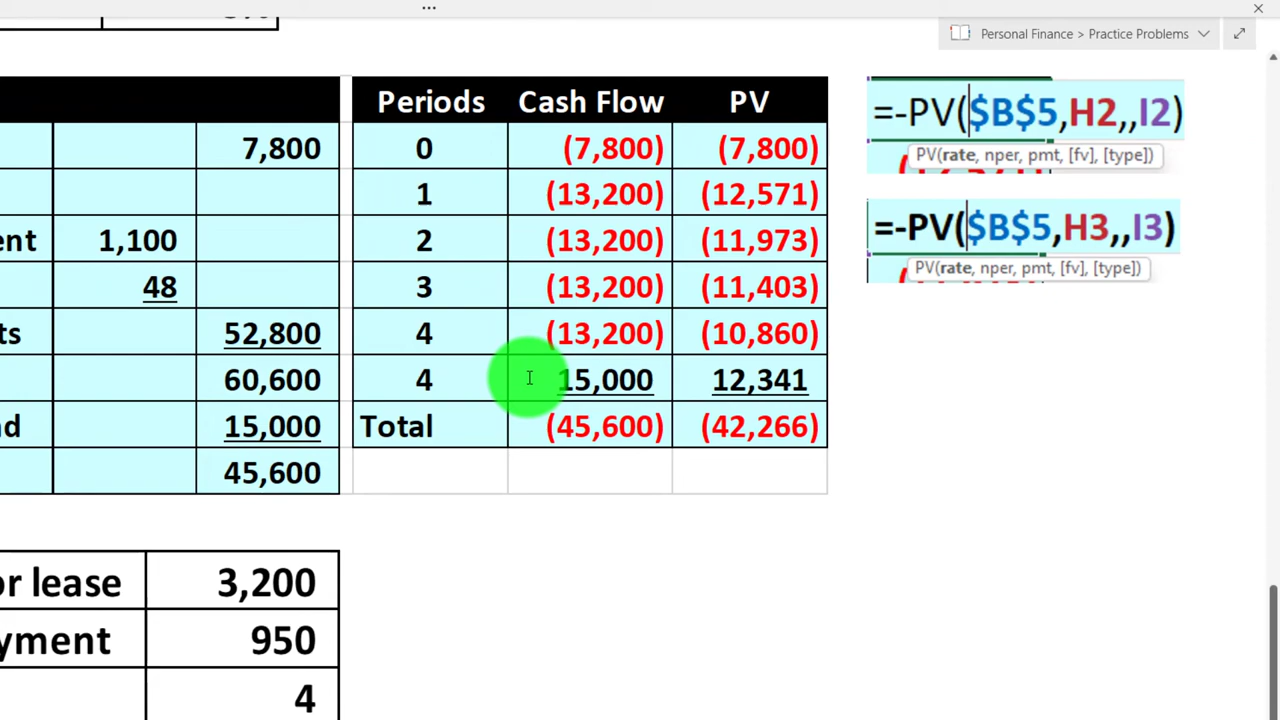 Personal Finance > Practice Problems
Periods Cash Flow PV
7,800 0 (7,800) (7,800)
1 (13,200) (12,571)
1,100 2 (13,200) (11,973)
48 3 (13,200) (11,403)
52,800 4 (13,200) (10,860)
60,600 4 15,000 12,341
15,000 Total (45,600) (42,266)
45,600
=-PV($B$5,H2,,I2)
PV(rate, nper, pmt, [fv], [type])
=-PV($B$5,H3,,I3)
PV(rate, nper, pmt, [fv], [type])
lease 3,200
950
4